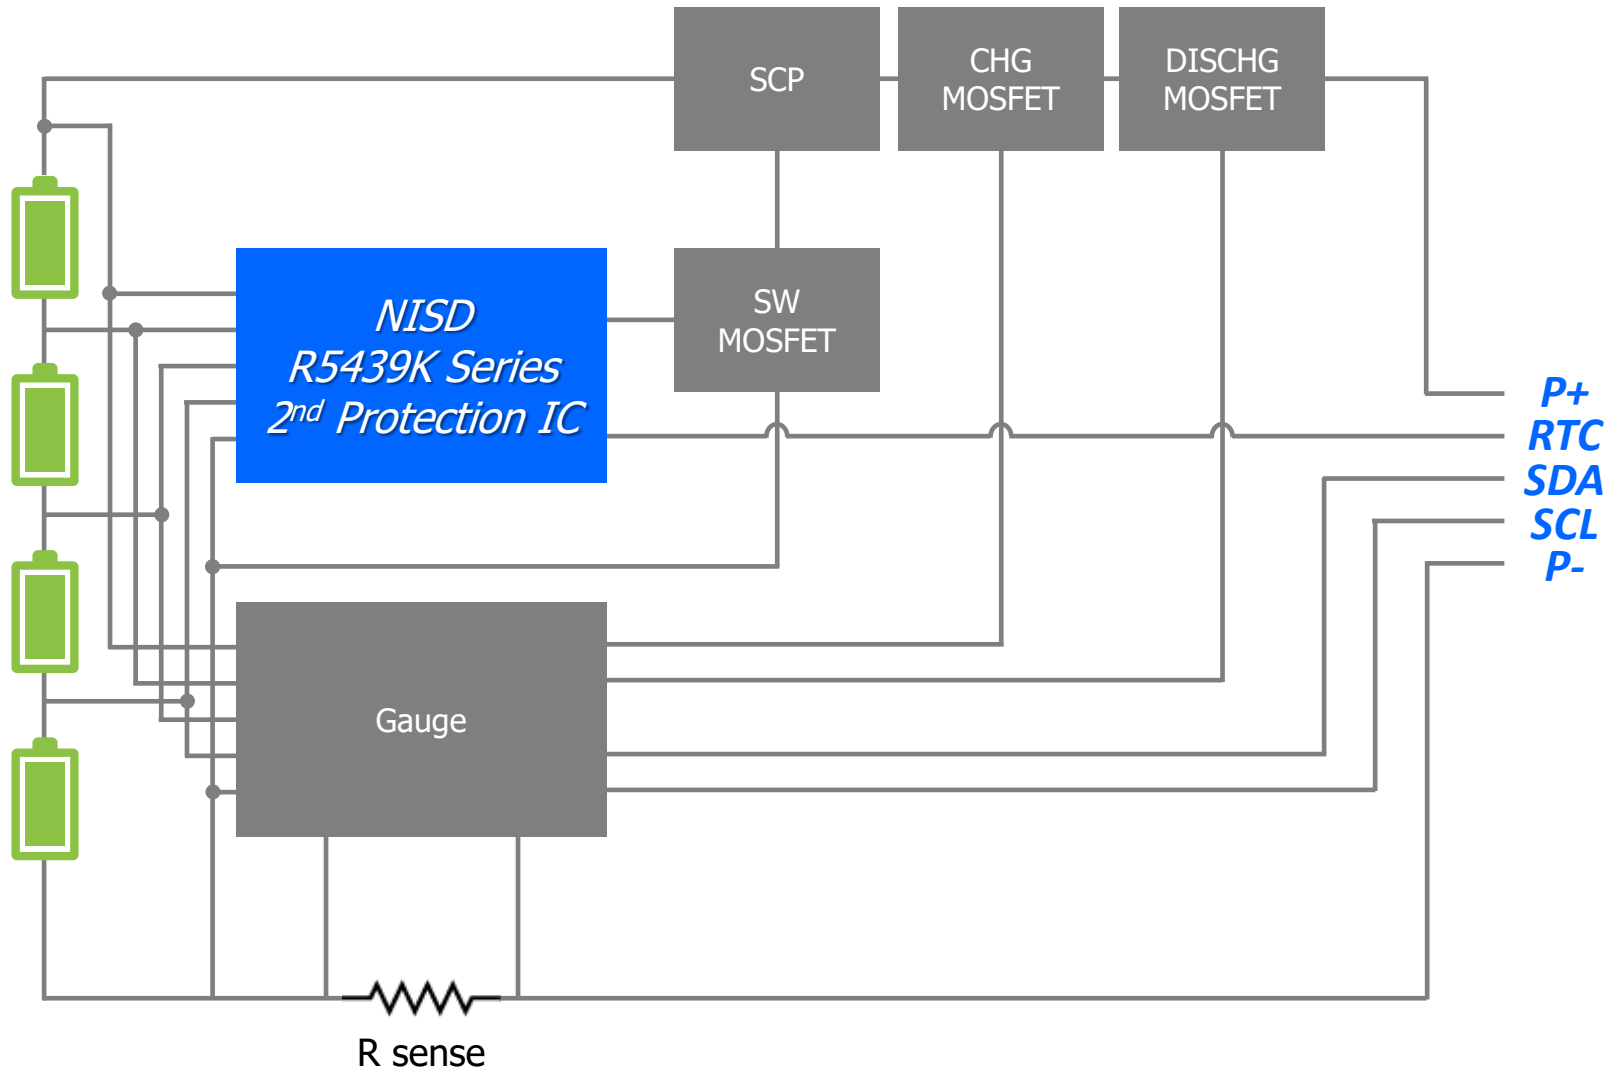 SCP
CHG
MOSFET
DISCHG
MOSFET
NISD
R5439K Series
2nd Protection IC
SW
MOSFET
P+
RTC
SDA
SCL
P-
Gauge
R sense